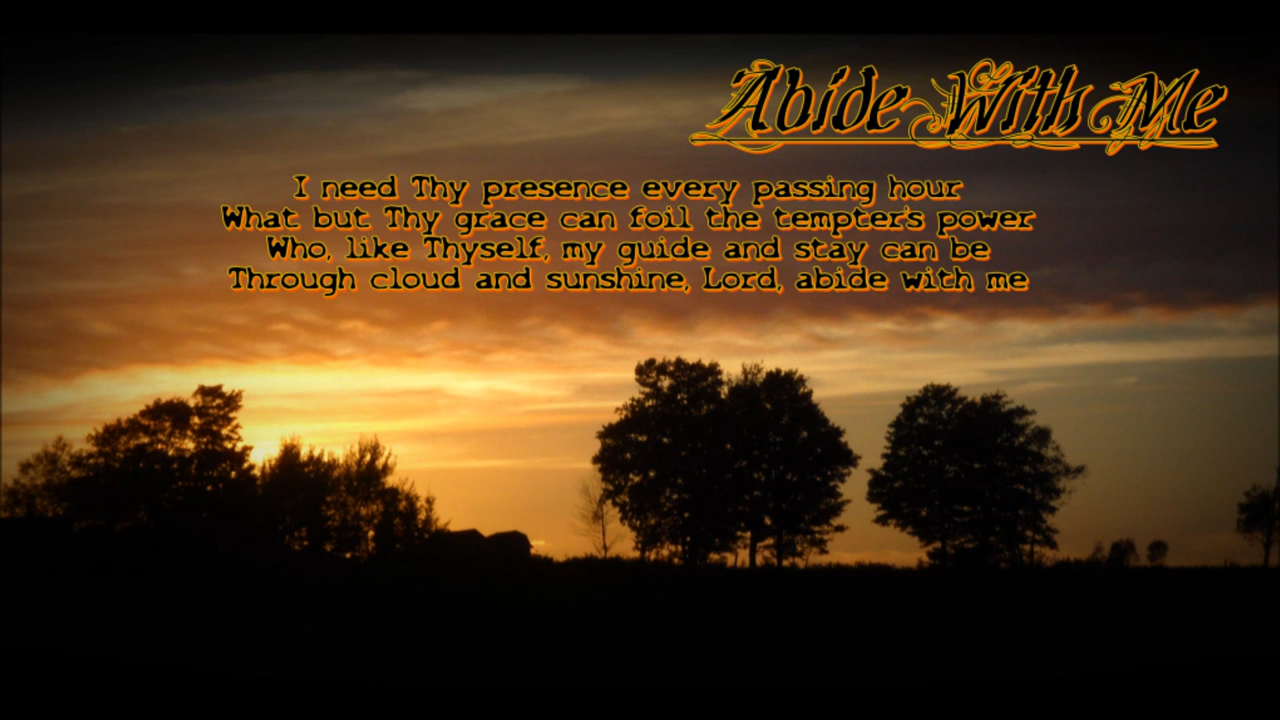 Abide With Me
I need Thy presence every passing hour
What but Thy grace can foil the tempter's power
Who, like Thyself, my guide and stay can be
Through cloud and sunshine, Lord, abide with me